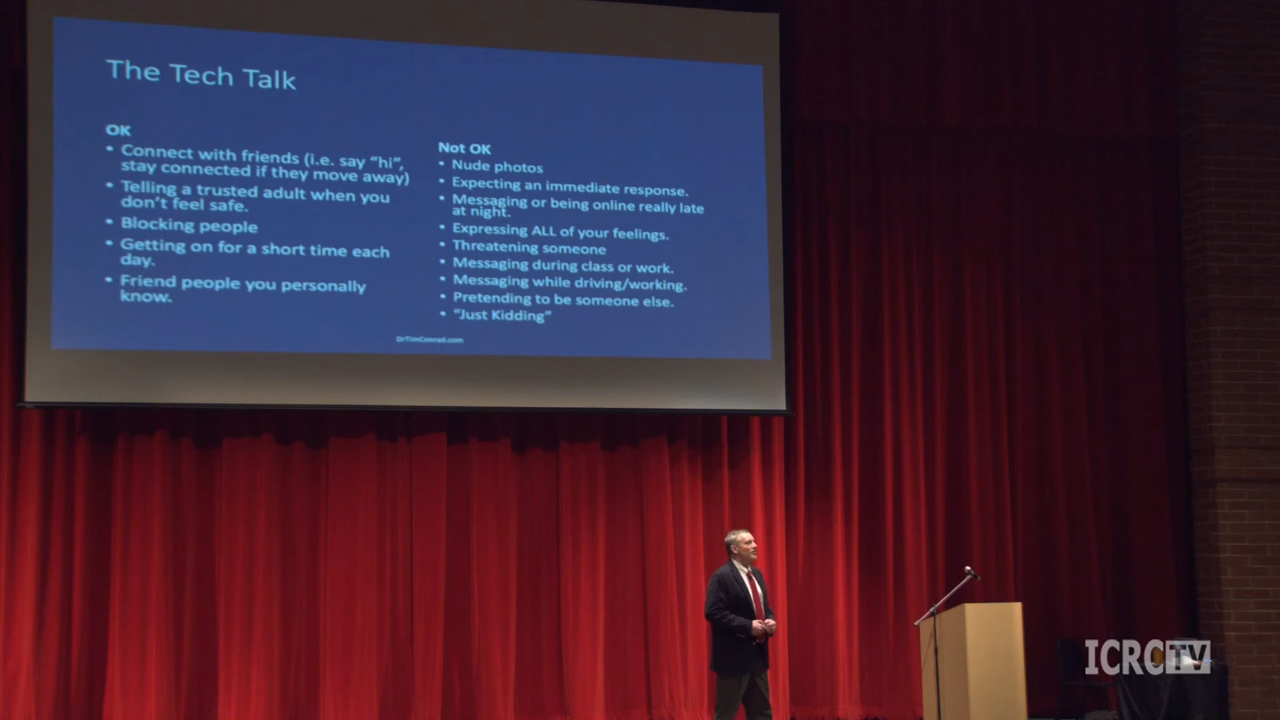 The Tech Talk
OK
• Connect with friends (i.e. say “hi”,
stay connected if they move away)
• Telling a trusted adult when you
don’t feel safe.
• Blocking people
• Getting on for a short time each
day.
• Friend people you personally
know.
Not OK
• Nude photos
• Expecting an immediate response.
• Messaging or being online really late
at night.
• Expressing ALL of your feelings.
• Threatening someone
• Messaging during class or work.
• Messaging while driving/working.
• Pretending to be someone else.
• “Just Kidding”
DrTimConrad.com
ICRCTV